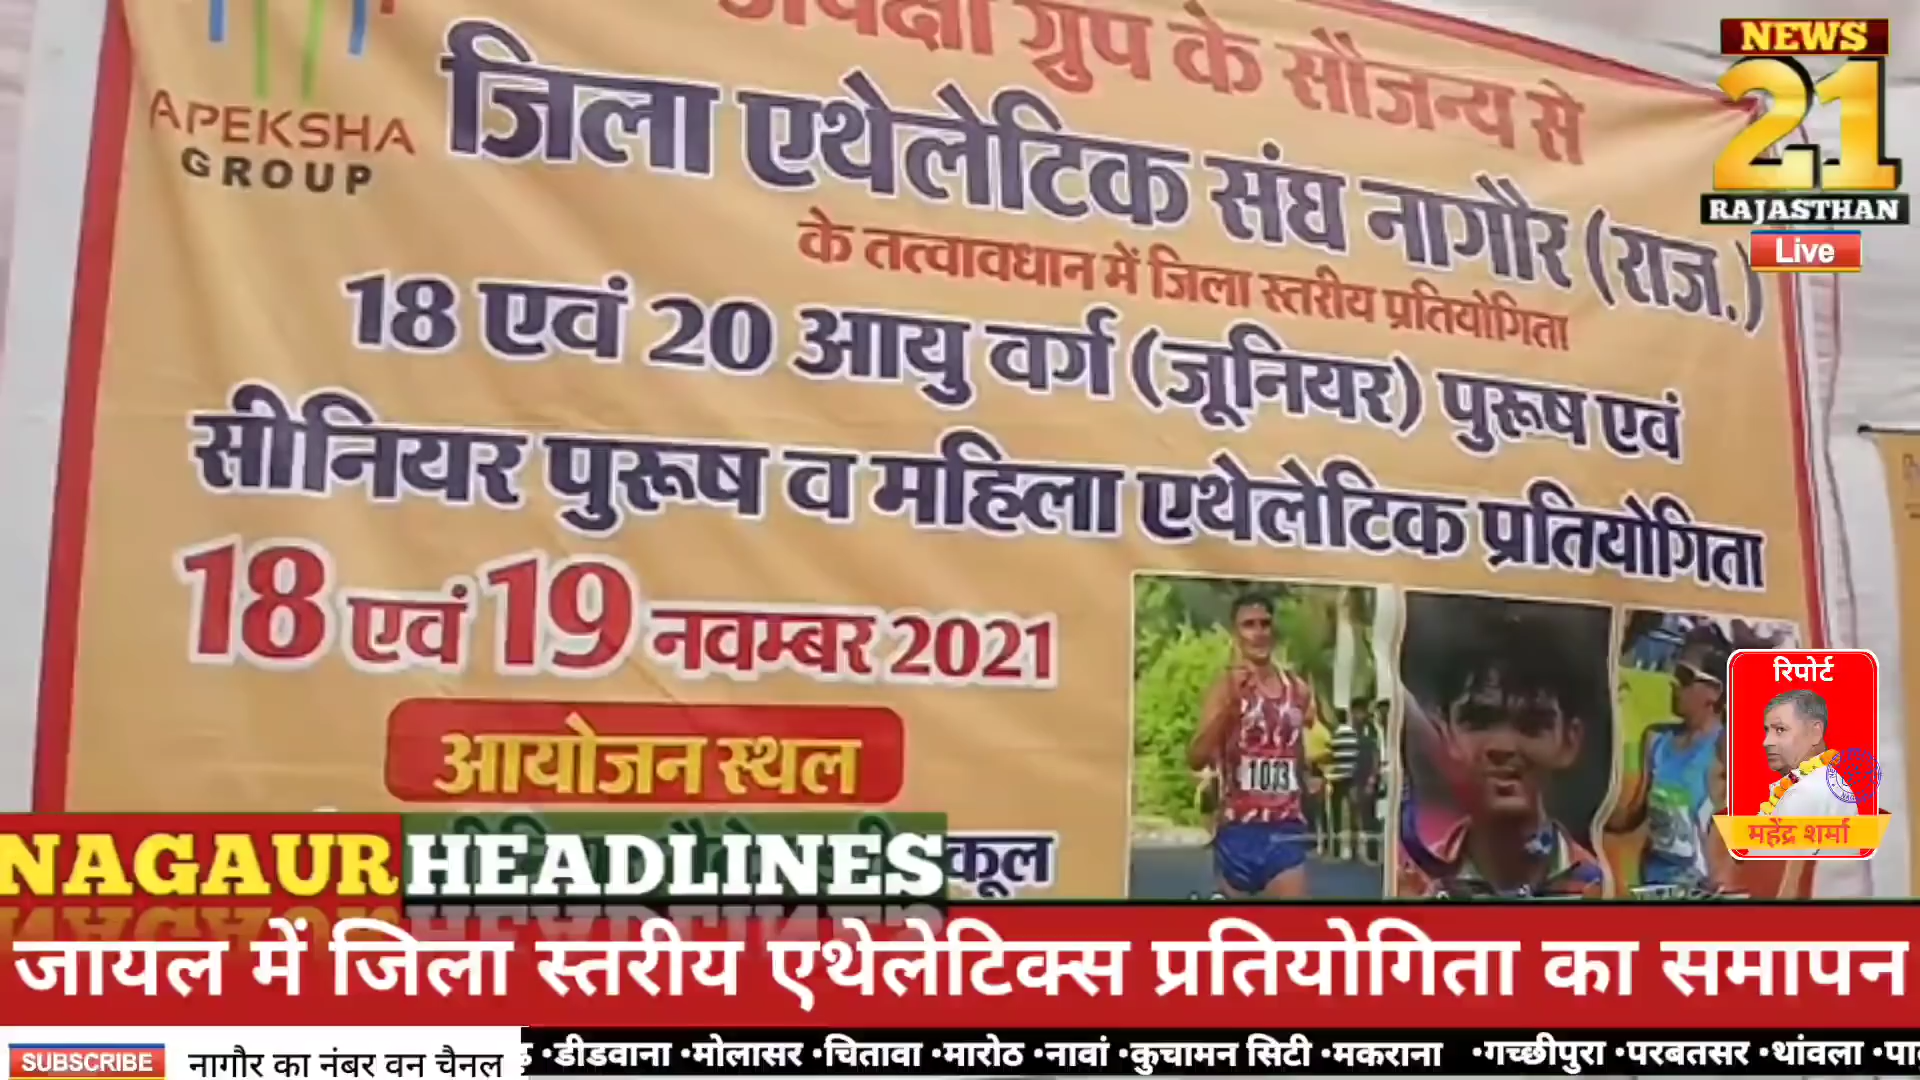 अपेक्षा ग्रुप के सौजन्य से
APEKSHA
GROUP
जिला एथेलेटिक संघ नागौर (राज.)
के तत्वावधान में जिला स्तरीय प्रतियोगिता
18 एवं 20 आयु वर्ग (जूनियर) पुरूष एवं
सीनियर पुरूष व महिला एथेलेटिक प्रतियोगिता
18 एवं 19 नवम्बर 2021
आयोजन स्थल
NEWS
21
RAJASTHAN
Live
रिपोर्ट
महेंद्र शर्मा
NAGAUR HEADLINES
जायल में जिला स्तरीय एथेलेटिक्स प्रतियोगिता का समापन
SUBSCRIBE
नागौर का नंबर वन चैनल
•डीडवाना •मोलासर •चितावा •मारोठ •नावां •कुचामन सिटी •मकराना •गच्छीपुरा •परबतसर •थांवला